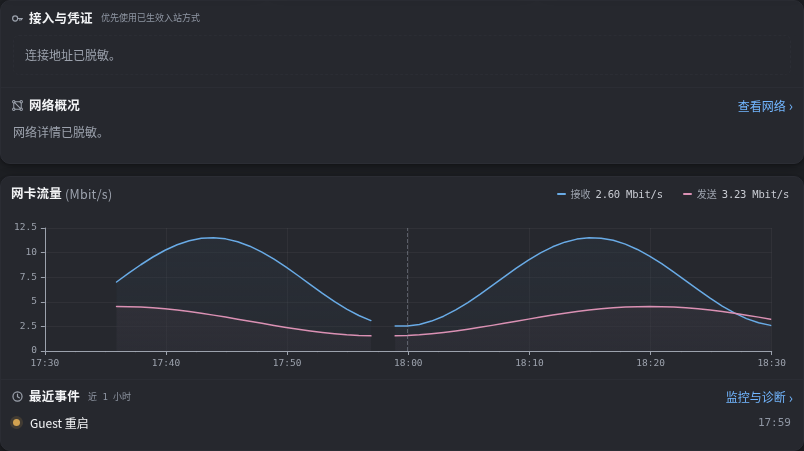 接入与凭证 优先使用已生效入站方式
连接地址已脱敏。
网络概况 查看网络 ›
网络详情已脱敏。
网卡流量 (Mbit/s) 接收 2.60 Mbit/s 发送 3.23 Mbit/s
12.5
10
7.5
5
2.5
0
17:30 17:40 17:50 18:00 18:10 18:20 18:30
最近事件 近 1 小时 监控与诊断 ›
Guest 重启 17:59